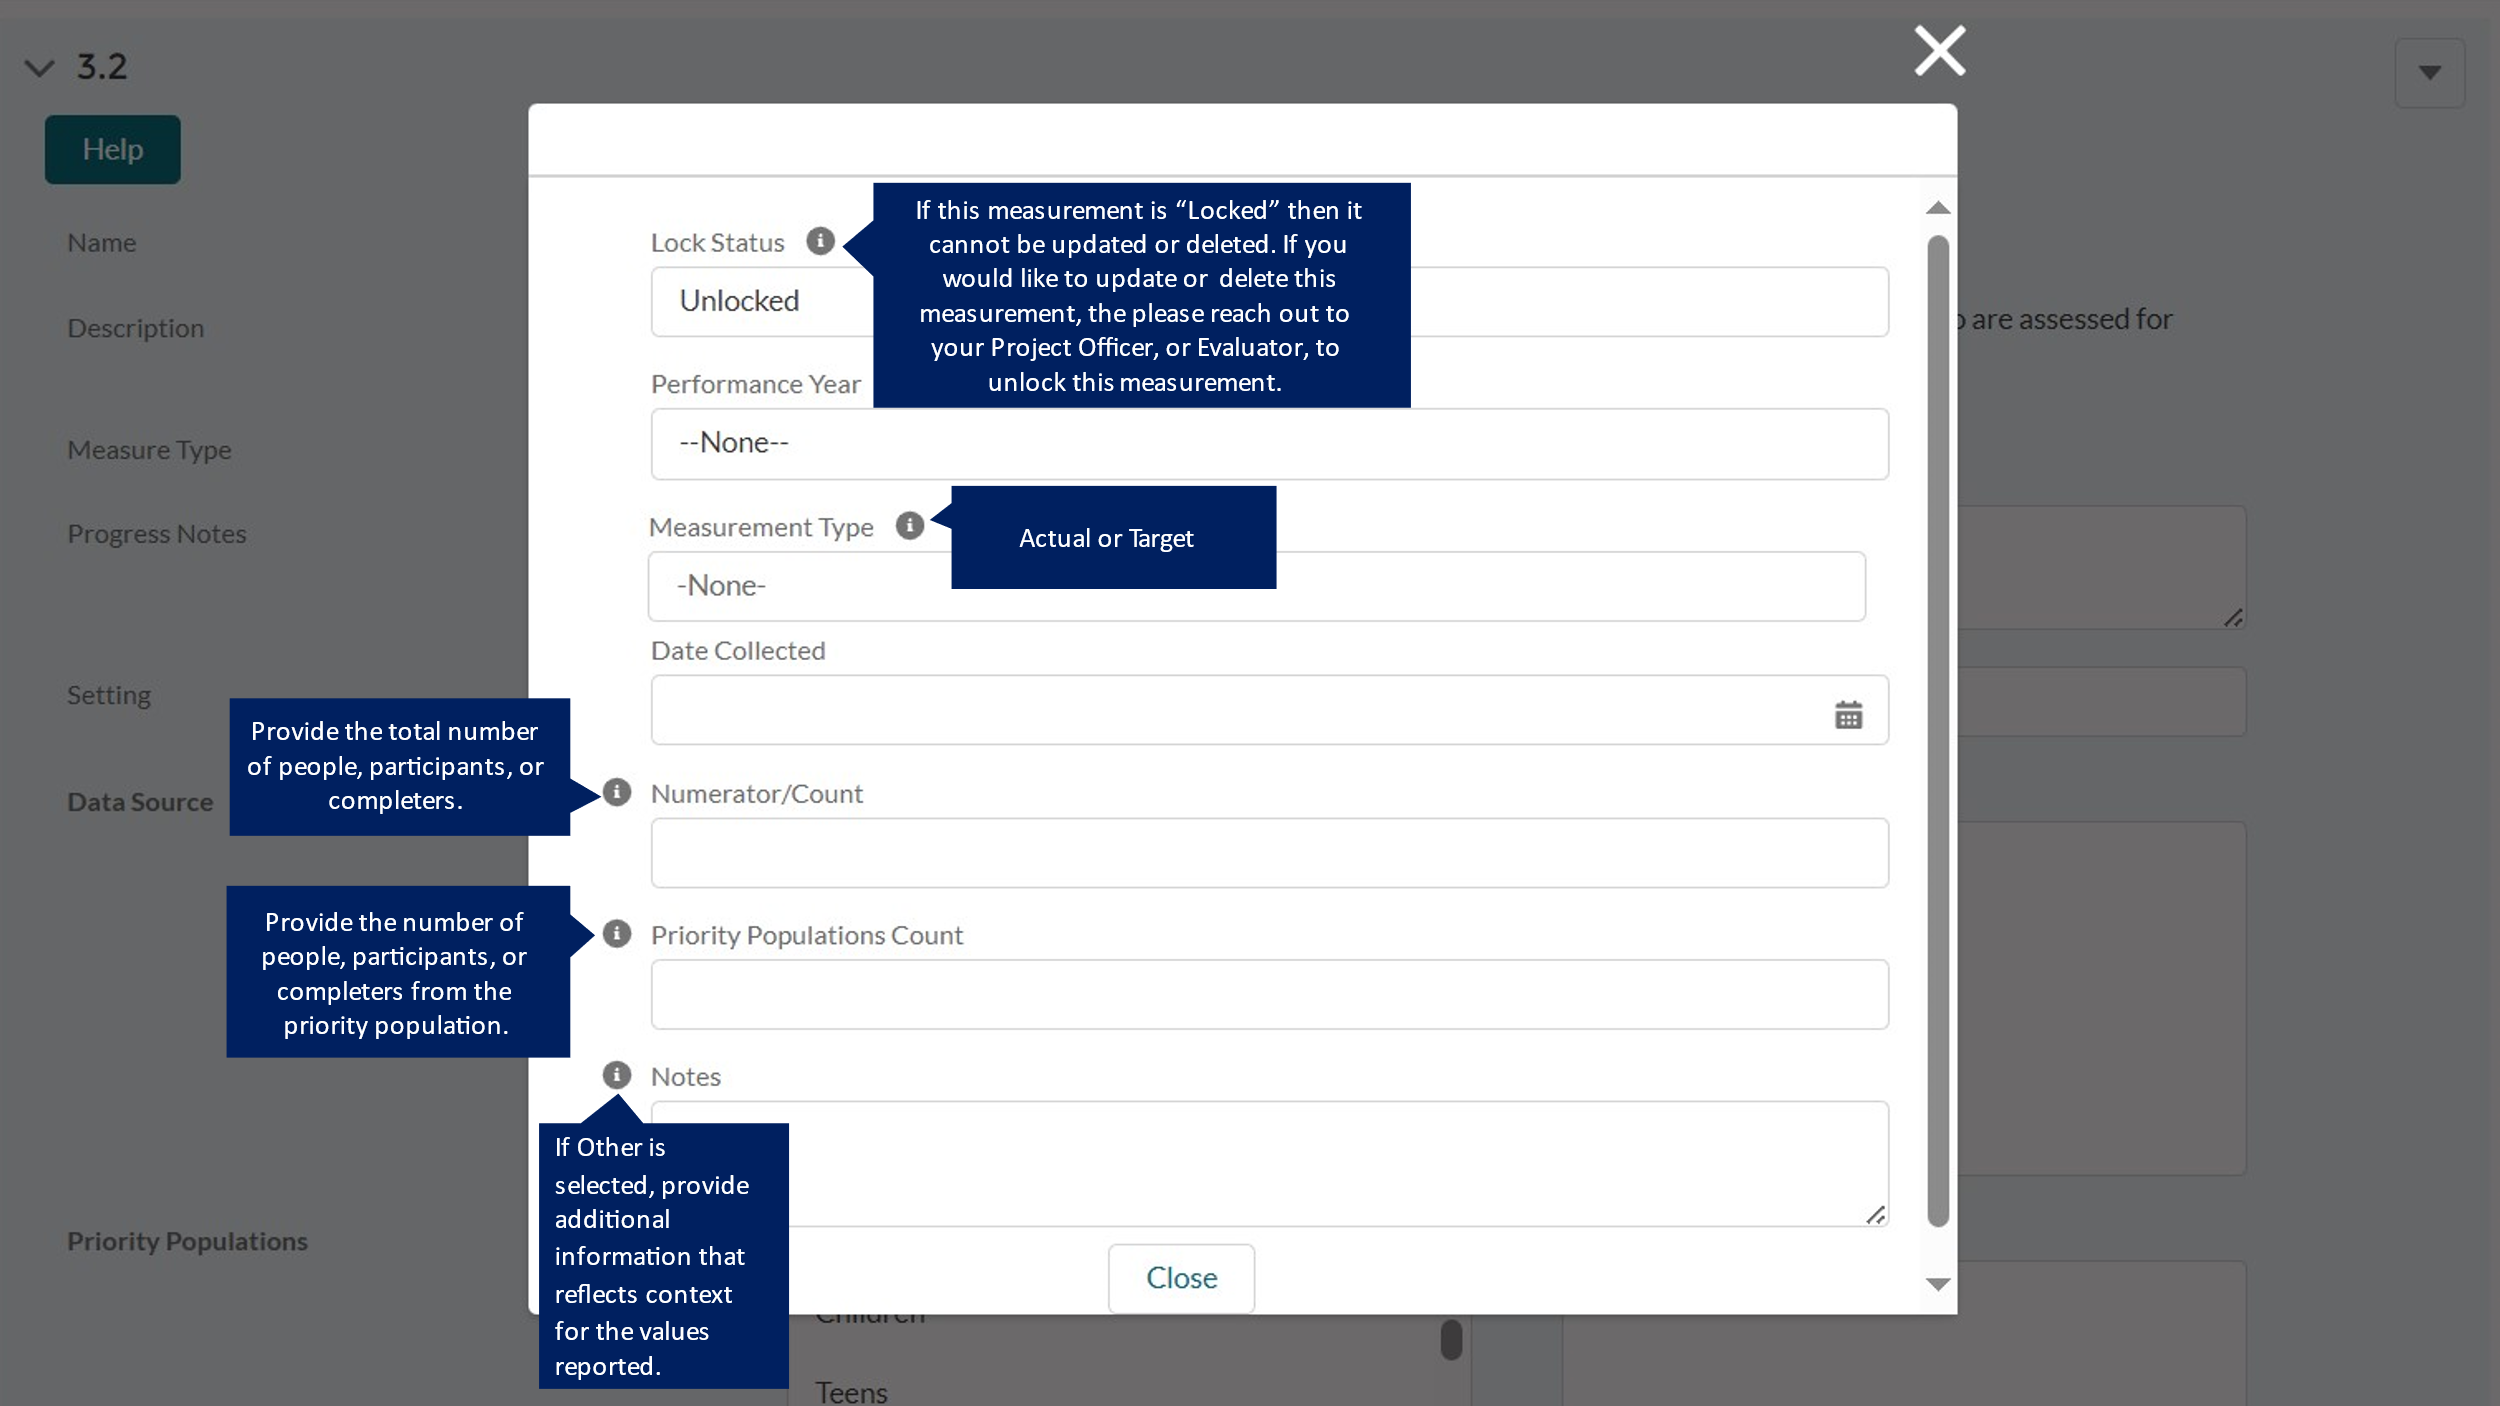 3.2
Help
Name
Description
Measure Type
Progress Notes
Setting
Data Source
Priority Populations
are assessed for
Lock Status
Unlocked
If this measurement is “Locked” then it
cannot be updated or deleted. If you
would like to update or delete this
measurement, the please reach out to
your Project Officer, or Evaluator, to
unlock this measurement.
Performance Year
--None--
Measurement Type
Actual or Target
-None-
Date Collected
Provide the total number
of people, participants, or
completers.
Numerator/Count
Provide the number of
people, participants, or
completers from the
priority population.
Priority Populations Count
Notes
If Other is
selected, provide
additional
information that
reflects context
for the values
reported.
Close
Children
Teens